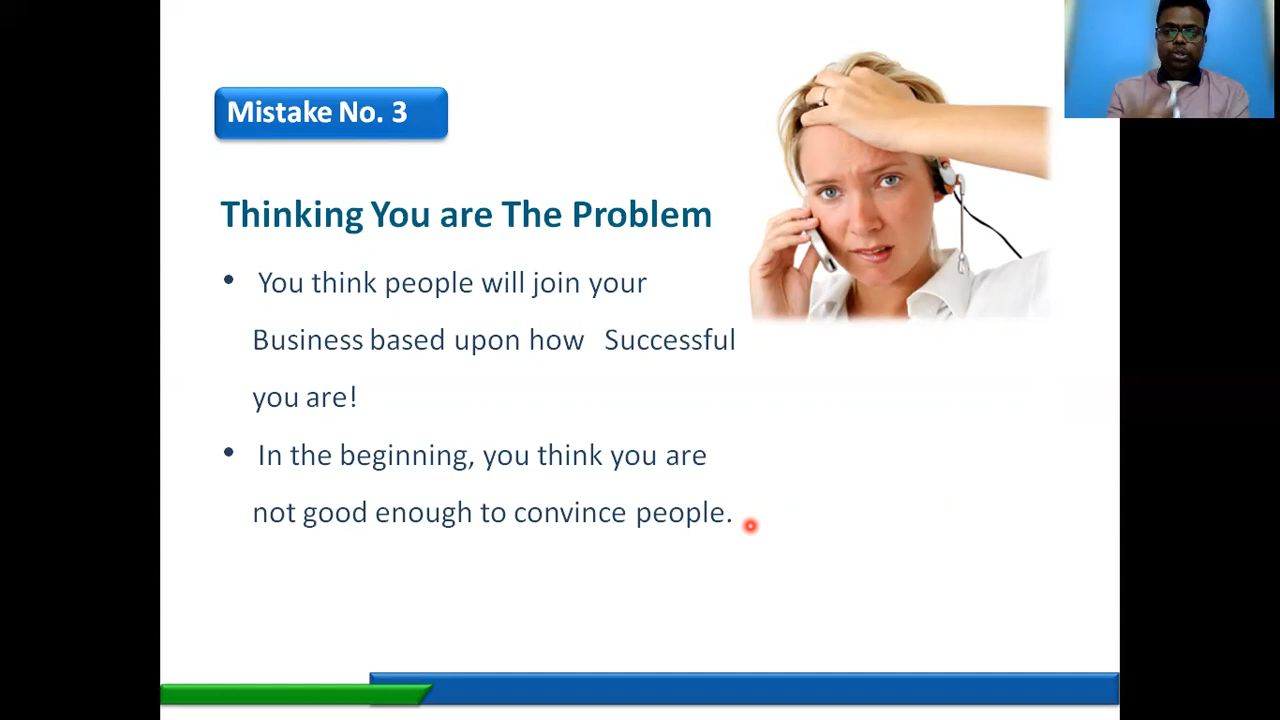 Mistake No. 3
Thinking You are The Problem
• You think people will join your
Business based upon how Successful
you are!
• In the beginning, you think you are
not good enough to convince people.